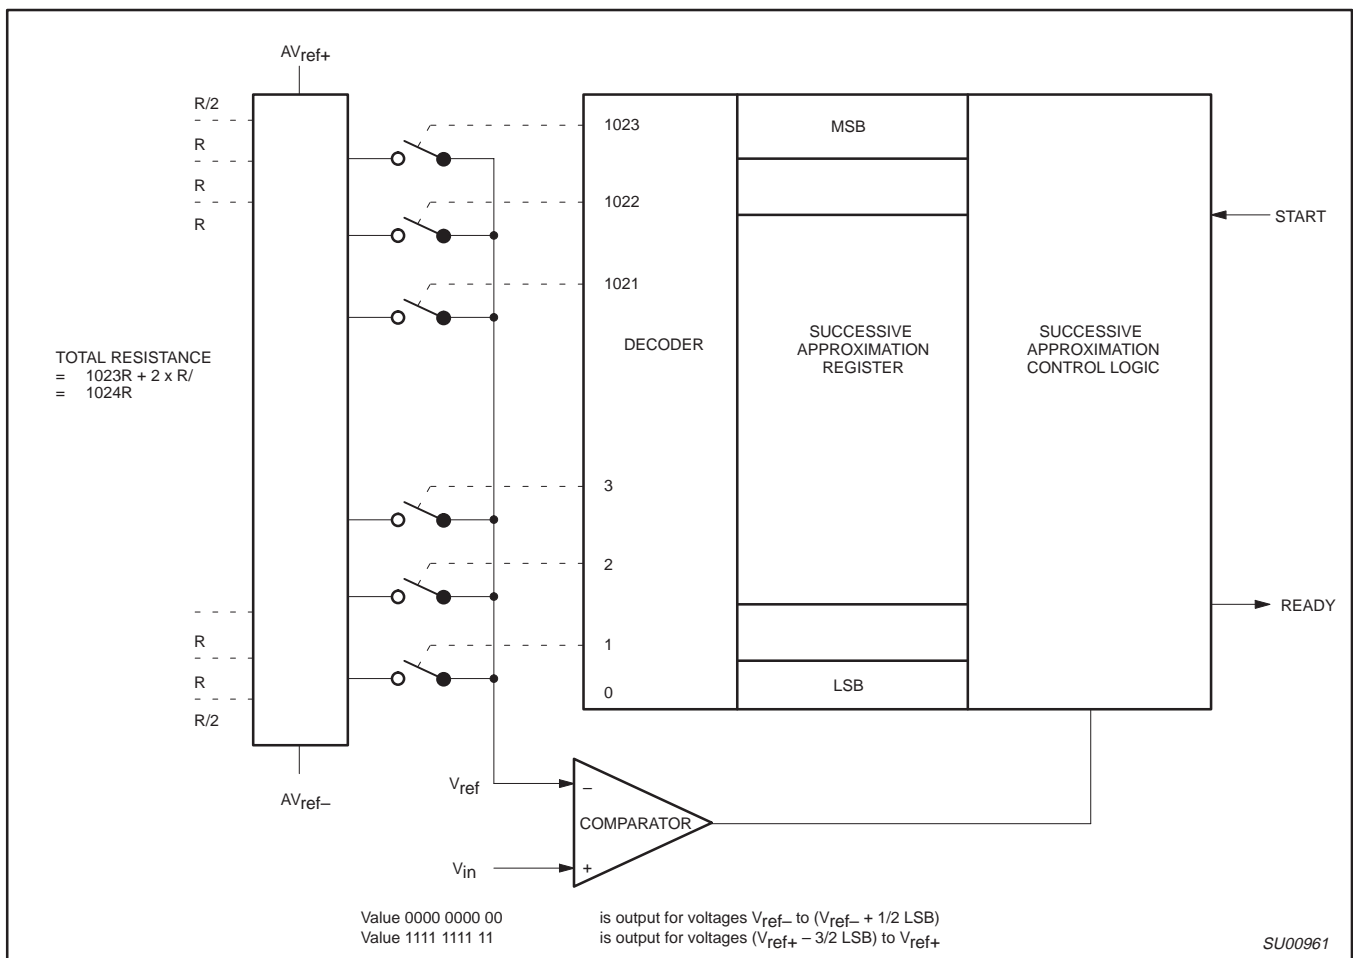 AVref+
R/2
R
R
R
1023
1022
1021
MSB
START
DECODER
SUCCESSIVE
APPROXIMATION
REGISTER
SUCCESSIVE
APPROXIMATION
CONTROL LOGIC
TOTAL RESISTANCE
= 1023R + 2 x R/
= 1024R
3
2
1
0
READY
R
R
R/2
LSB
AVref–
Vref
–
COMPARATOR
Vin
+
Value 0000 0000 00 is output for voltages Vref– to (Vref– + 1/2 LSB)
Value 1111 1111 11 is output for voltages (Vref+ – 3/2 LSB) to Vref+
SU00961